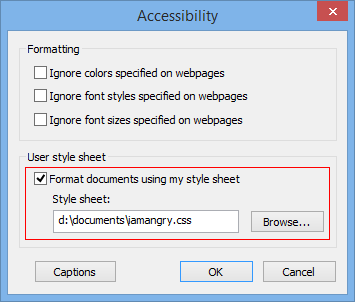 Accessibility
Formatting
Ignore colors specified on webpages
Ignore font styles specified on webpages
Ignore font sizes specified on webpages
User style sheet
Format documents using my style sheet
Style sheet:
d:\documents\iamangry.css
Browse...
Captions
OK
Cancel